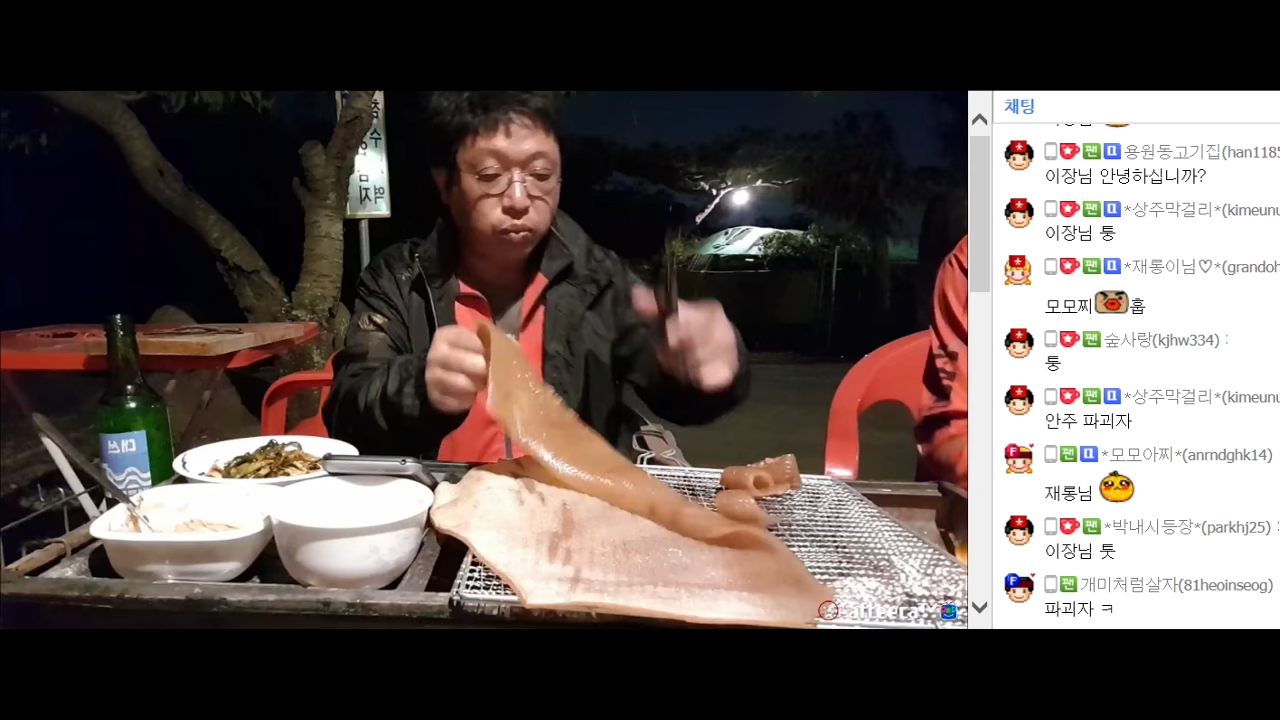 채팅
용원동고기집(han1185
이장님 안녕하십니까?
*상주막걸리*(kimeunu
이장님 퉁
*재롱이님♡*(grandoh
모모찌 흡
숲사랑(kjhw334) :
퉁
*상주막걸리*(kimeunu
안주 파괴자
*모모아찌*(anrndghk14)
재롱님
*박내시등장*(parkhj25) :
이장님 툿
개미처럼살자(81heoinseog)
파괴자 ㅋ
대선
afreecaTV